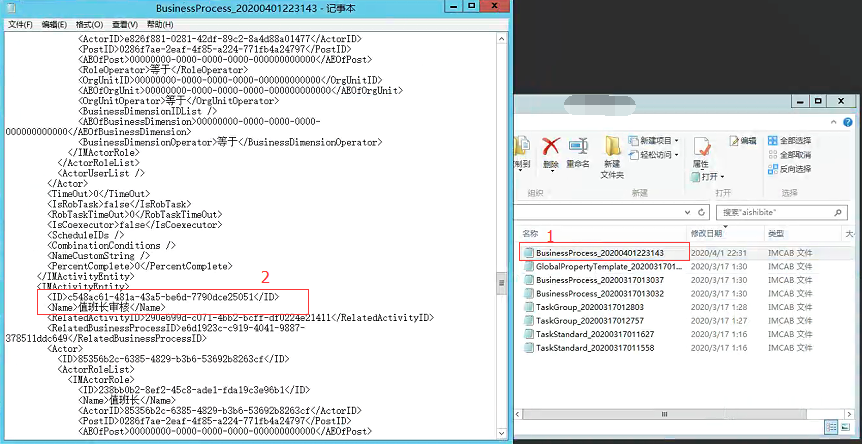 BusinessProcess_20200401223143 - 记事本
文件(F) 编辑(E) 格式(O) 查看(V) 帮助(H)
<ActorID>e826f881-0281-42df-89c2-8a4d88a01477</ActorID>
<PostID>0286f7ae-2eaf-4f85-a224-771fb4a24797</PostID>
<AEOfPost>00000000-0000-0000-0000-000000000000</AEOfPost>
<RoleOperator>等于</RoleOperator>
<OrgUnitID>00000000-0000-0000-0000-000000000000</OrgUnitID>
<AEOfOrgUnit>00000000-0000-0000-0000-000000000000</AEOfOrgUnit>
<OrgUnitOperator>等于</OrgUnitOperator>
<BusinessDimensionIDList />
<AEOfBusinessDimension>00000000-0000-0000-0000-
000000000000</AEOfBusinessDimension>
<BusinessDimensionOperator>等于</BusinessDimensionOperator>
</IMActorRole>
</ActorRoleList>
<ActorUserList />
</Actor>
<TimeOut>0</TimeOut>
<IsRobTask>false</IsRobTask>
<RobTaskTimeOut>0</RobTaskTimeOut>
<IsCoexecutor>false</IsCoexecutor>
<ScheduleIDs />
<CombinationConditions />
<NameCustomString />
<PercentComplete>0</PercentComplete>
</IMActivityEntity>
<IMActivityEntity>
2
<ID>c548ac61-481a-43a5-be6d-7790dce25051</ID>
<Name>值班长审核</Name>
<RelatedActivityID>290e699d-c071-4bb2-bcff-df0224e21411</RelatedActivityID>
<RelatedBusinessProcessID>e6d1923c-c919-4041-9887-
378511ddc649</RelatedBusinessProcessID>
<Actor>
<ID>85356b2c-6385-4829-b3b6-53692b8263cf</ID>
<ActorRoleList>
<IMActorRole>
<ID>238bb0b2-8ef2-45c8-ade1-fda19c3e96b1</ID>
<Name>值班长</Name>
<ActorID>85356b2c-6385-4829-b3b6-53692b8263cf</ActorID>
<PostID>0286f7ae-2eaf-4f85-a224-771fb4a24797</PostID>
<AEOfPost>00000000-0000-0000-0000-000000000000</AEOfPost>
制到 删除 重命名 新建
文件夹 新建项目 轻松访问 属性 打开 编辑 全部选择
全部取消
反向选择
组织 新建 打开 选择
搜索"aishibite"
名称 修改日期 类型 大
1
BusinessProcess_20200401223143 2020/4/1 22:31 IMCAB 文件
GlobalPropertyTemplate_2020031701... 2020/3/17 1:30 IMCAB 文件
BusinessProcess_20200317013037 2020/3/17 1:30 IMCAB 文件
BusinessProcess_20200317013032 2020/3/17 1:30 IMCAB 文件
TaskGroup_20200317012803 2020/3/17 1:28 IMCAB 文件
TaskGroup_20200317012757 2020/3/17 1:27 IMCAB 文件
TaskStandard_20200317011627 2020/3/17 1:16 IMCAB 文件
TaskStandard_20200317011558 2020/3/17 1:16 IMCAB 文件